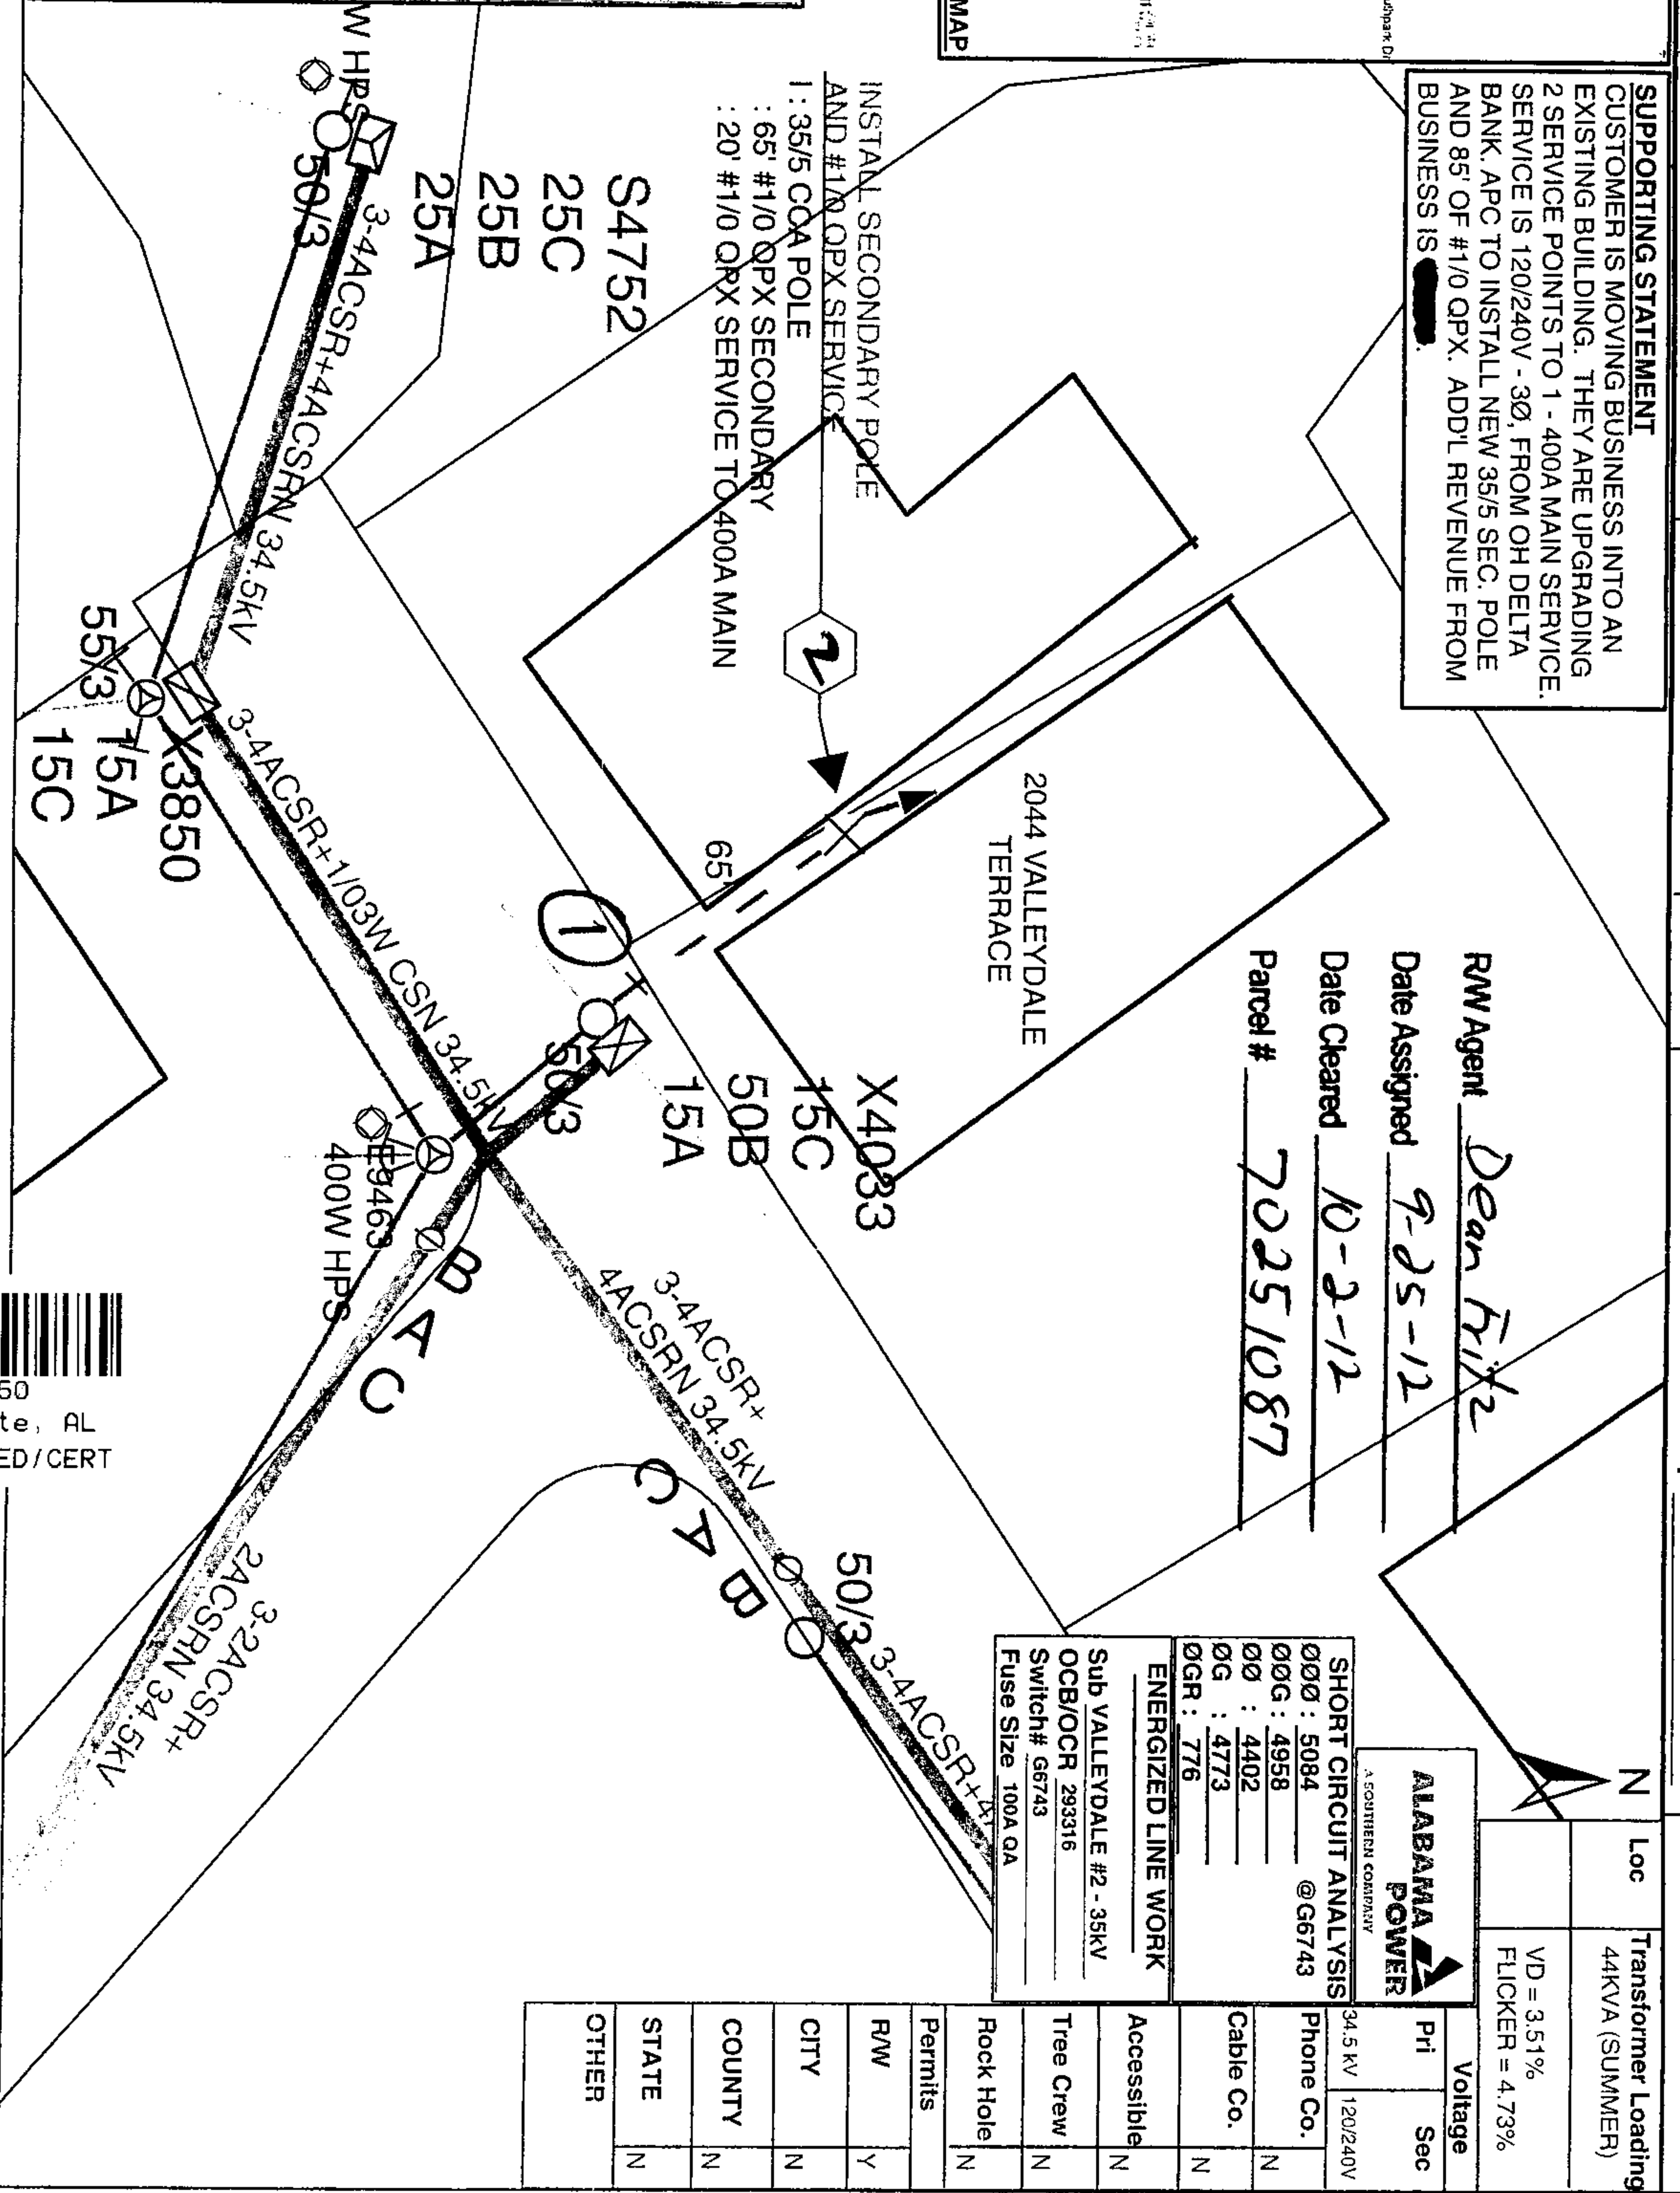 SUPPORTING STATEMENT
CUSTOMER IS MOVING BUSINESS INTO AN
EXISTING BUILDING. THEY ARE UPGRADING
2 SERVICE POINTS TO 1 - 400A MAIN SERVICE.
SERVICE IS 120/240V - 3Ø, FROM OH DELTA
BANK. APC TO INSTALL NEW 35/5 SEC. POLE
AND 85' OF #1/0 QPX. ADD'L REVENUE FROM
BUSINESS IS
MAP
R/W Agent Dean Fritz
Date Assigned 9-25-12
Date Cleared 10-2-12
Parcel # 70251087
N
Loc
Transformer Loading
44KVA (SUMMER)
VD = 3.51%
FLICKER = 4.73%
Voltage
Pri Sec
34.5 kV 120/240V
Phone Co. N
Cable Co. N
Accessible N
Tree Crew N
Rock Hole N
Permits
R/W Y
CITY N
COUNTY N
STATE N
OTHER
ALABAMA
POWER
A SOUTHERN COMPANY
SHORT CIRCUIT ANALYSIS
ØØØ : 5084 @G6743
ØØG : 4958
ØØ : 4402
ØG : 4773
ØGR : 776
ENERGIZED LINE WORK
Sub VALLEYDALE #2 - 35kV
OCB/OCR 293316
Switch# G6743
Fuse Size 100A QA
INSTALL SECONDARY POLE
AND #1/0 QPX SERVICE
1 : 35/5 CCA POLE
: 65' #1/0 QPX SECONDARY
: 20' #1/0 QPX SERVICE TO 400A MAIN
2
2044 VALLEYDALE
TERRACE
65'
1
X4033
15C
50B
15A
50/3
S4752
25C
25B
25A
W HPS
50/3
3-4ACSR+4ACSRN 34.5kV
55/3
X3850
15A
15C
3-4ACSR+1/03W CSN 34.5kV
E9463
400W HPS
B A C
3-4ACSR+
4ACSRN 34.5kV
C A B
50/3
3-4ACSR+4
3-2ACSR+
2ACSRN 34.5kV
te, AL
ED/CERT